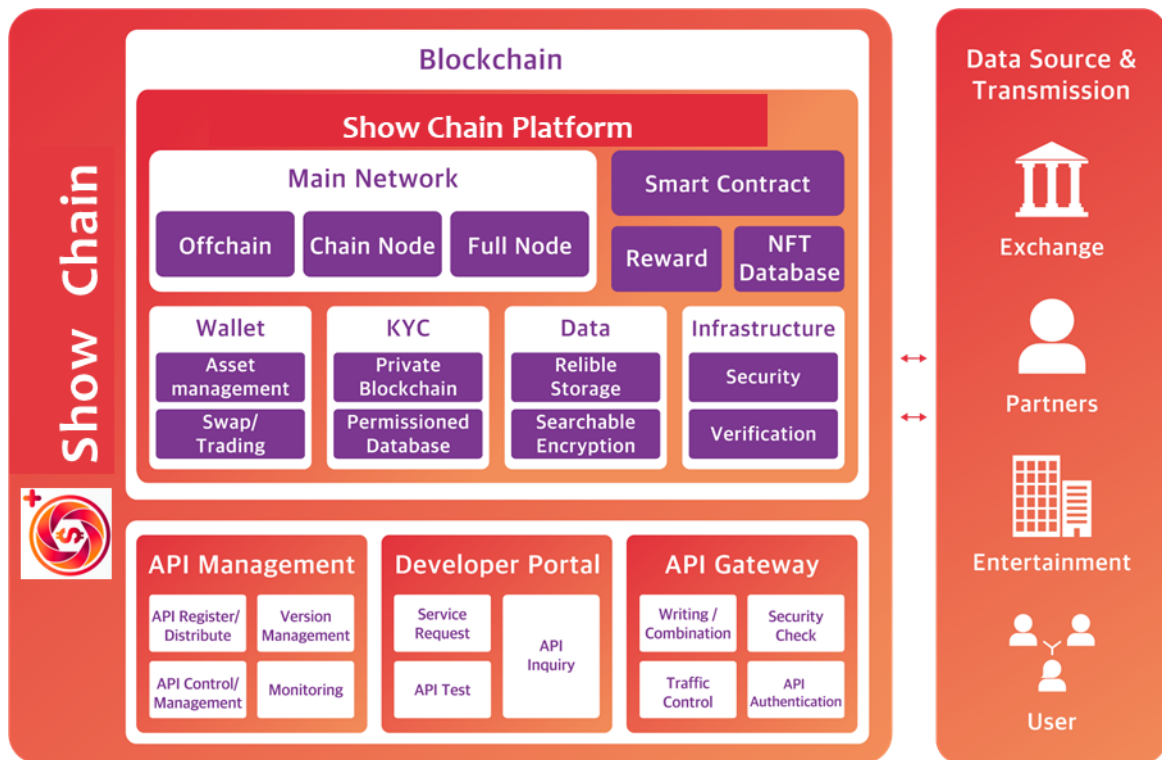 Show Chain
Blockchain
Show Chain Platform
Main Network
Offchain
Chain Node
Full Node
Smart Contract
Reward
NFT
Database
Wallet
Asset
management
Swap/
Trading
KYC
Private
Blockchain
Permissioned
Database
Data
Relible
Storage
Searchable
Encryption
Infrastructure
Security
Verification
API Management
API Register/
Distribute
Version
Management
API Control/
Management
Monitoring
Developer Portal
Service
Request
API Test
API
Inquiry
API Gateway
Writing /
Combination
Security
Check
Traffic
Control
API
Authentication
Data Source &
Transmission
Exchange
Partners
Entertainment
User